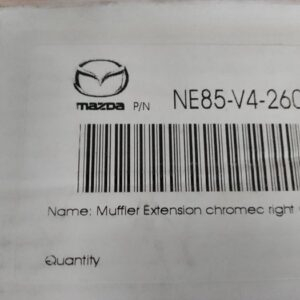 mazda P/N NE85-V4-260
Name: Muffler Extension chromec right
Quantity